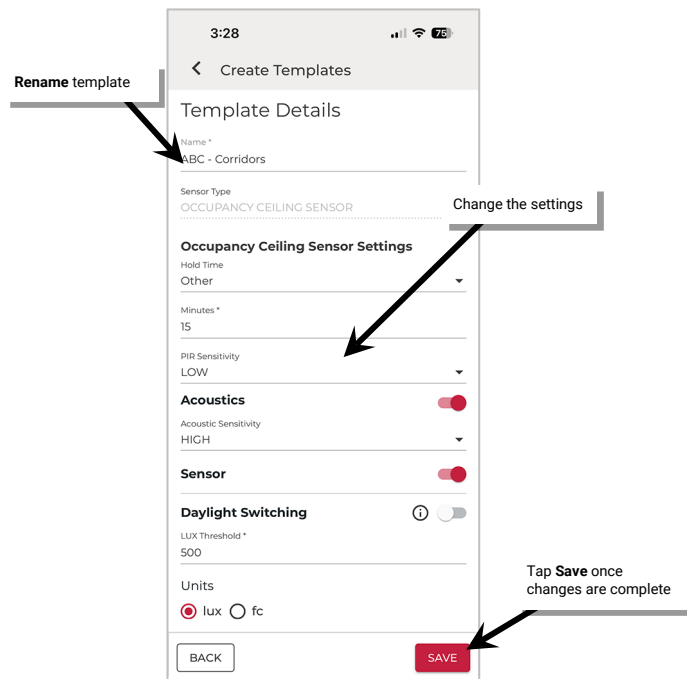 3:28
75
Create Templates
Rename template
Template Details
Name *
ABC - Corridors
Sensor Type
OCCUPANCY CEILING SENSOR
Change the settings
Occupancy Ceiling Sensor Settings
Hold Time
Other
Minutes *
15
PIR Sensitivity
LOW
Acoustics
Acoustic Sensitivity
HIGH
Sensor
Daylight Switching
LUX Threshold *
500
Units
lux fc
Tap Save once
changes are complete
BACK
SAVE